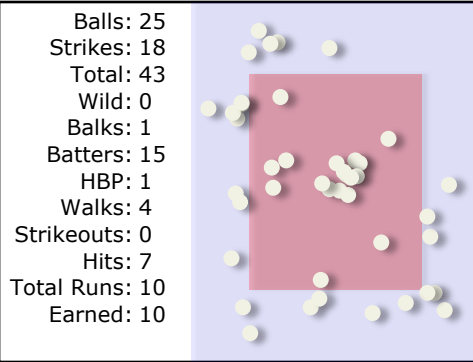 Balls: 25
Strikes: 18
Total: 43
Wild: 0
Balks: 1
Batters: 15
HBP: 1
Walks: 4
Strikeouts: 0
Hits: 7
Total Runs: 10
Earned: 10